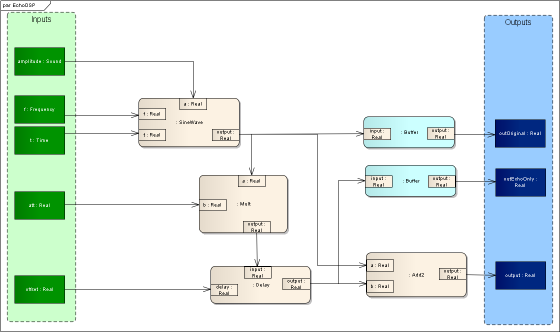 par EchoDSP
Inputs
Outputs
amplitude : Sound
f : Frequency
t : Time
att : Real
offset : Real
a : Real
f : Real
: SineWave
t : Real
output :
Real
a : Real
b : Real
: Mult
output :
Real
input :
Real
delay :
Real
: Delay
output :
Real
input :
Real
: Buffer
output :
Real
input :
Real
: Buffer
output :
Real
a : Real
b : Real
: Add2
output :
Real
outOriginal :
Real
outEchoOnly :
Real
output : Real